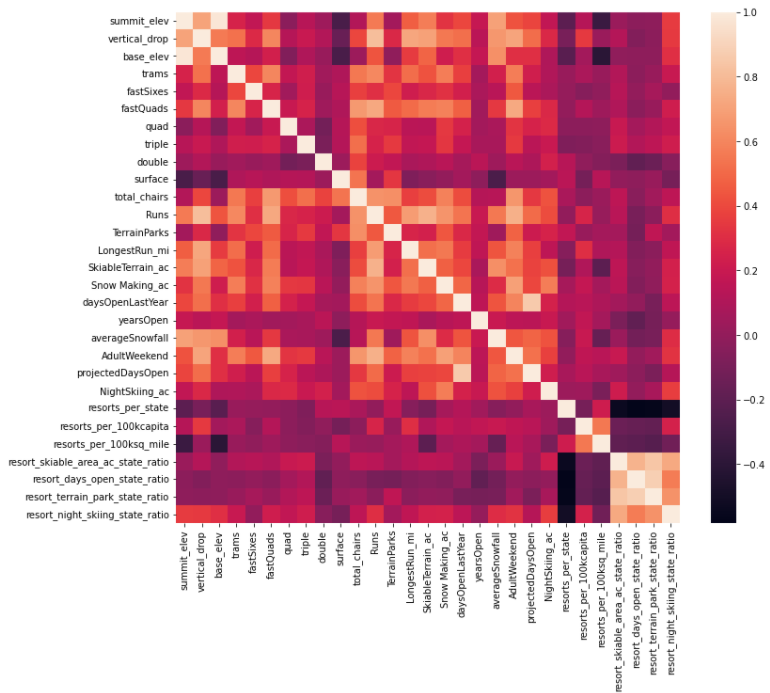 summit_elev
vertical_drop
base_elev
trams
fastSixes
fastQuads
quad
triple
double
surface
total_chairs
Runs
TerrainParks
LongestRun_mi
SkiableTerrain_ac
Snow Making_ac
daysOpenLastYear
yearsOpen
averageSnowfall
AdultWeekend
projectedDaysOpen
NightSkiing_ac
resorts_per_state
resorts_per_100kcapita
resorts_per_100ksq_mile
resort_skiable_area_ac_state_ratio
resort_days_open_state_ratio
resort_terrain_park_state_ratio
resort_night_skiing_state_ratio
summit_elev
vertical_drop
base_elev
trams
fastSixes
fastQuads
quad
triple
double
surface
total_chairs
Runs
TerrainParks
LongestRun_mi
SkiableTerrain_ac
Snow Making_ac
daysOpenLastYear
yearsOpen
averageSnowfall
AdultWeekend
projectedDaysOpen
NightSkiing_ac
resorts_per_state
resorts_per_100kcapita
resorts_per_100ksq_mile
resort_skiable_area_ac_state_ratio
resort_days_open_state_ratio
resort_terrain_park_state_ratio
resort_night_skiing_state_ratio
1.0
0.8
0.6
0.4
0.2
0.0
−0.2
−0.4